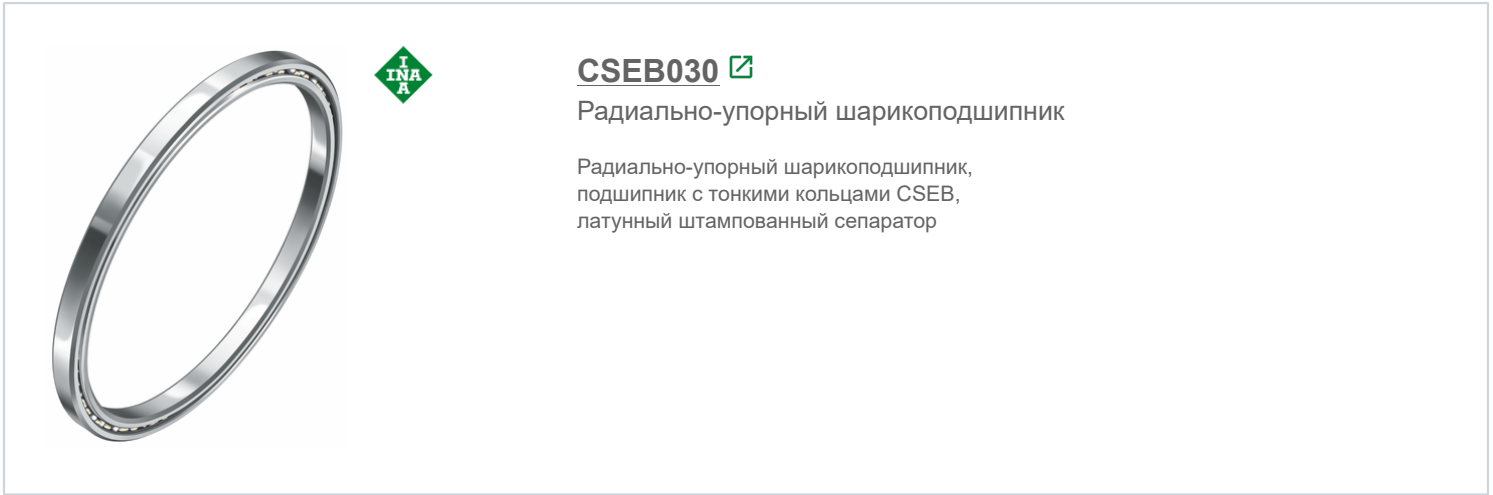 I
INA
A
CSEB030
Радиально-упорный шарикоподшипник
Радиально-упорный шарикоподшипник,
подшипник с тонкими кольцами CSEB,
латунный штампованный сепаратор